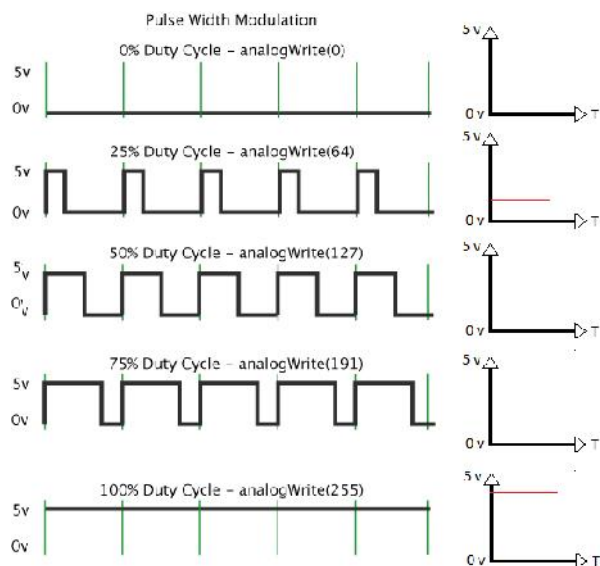 Pulse Width Modulation
0% Duty Cycle – analogWrite(0)
5v
0v
5 v
0 v
T
25% Duty Cycle – analogWrite(64)
5v
0v
5 v
0 v
T
50% Duty Cycle – analogWrite(127)
5v
0v
v
5 v
0 v
T
75% Duty Cycle – analogWrite(191)
5v
0v
5 v
0 v
T
100% Duty Cycle – analogWrite(255)
5v
0v
5 v
0 v
T